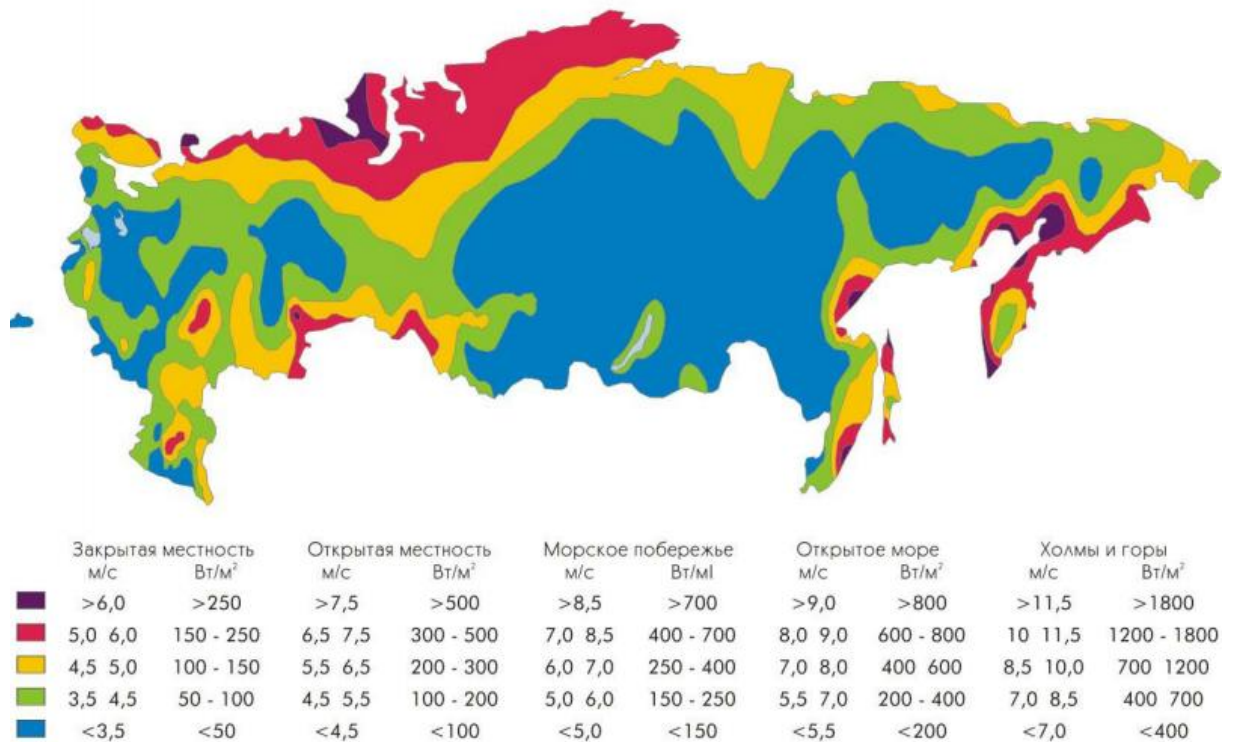 Закрытая местность Открытая местность Морское побережье Открытое море Холмы и горы
м/с Вт/м² м/с Вт/м² м/с Вт/мl м/с Вт/м² м/с Вт/м²
>6,0 >250 >7,5 >500 >8,5 >700 >9,0 >800 >11,5 >1800
5,0 6,0 150 - 250 6,5 7,5 300 - 500 7,0 8,5 400 - 700 8,0 9,0 600 - 800 10 11,5 1200 - 1800
4,5 5,0 100 - 150 5,5 6,5 200 - 300 6,0 7,0 250 - 400 7,0 8,0 400 600 8,5 10,0 700 1200
3,5 4,5 50 - 100 4,5 5,5 100 - 200 5,0 6,0 150 - 250 5,5 7,0 200 - 400 7,0 8,5 400 700
<3,5 <50 <4,5 <100 <5,0 <150 <5,5 <200 <7,0 <400